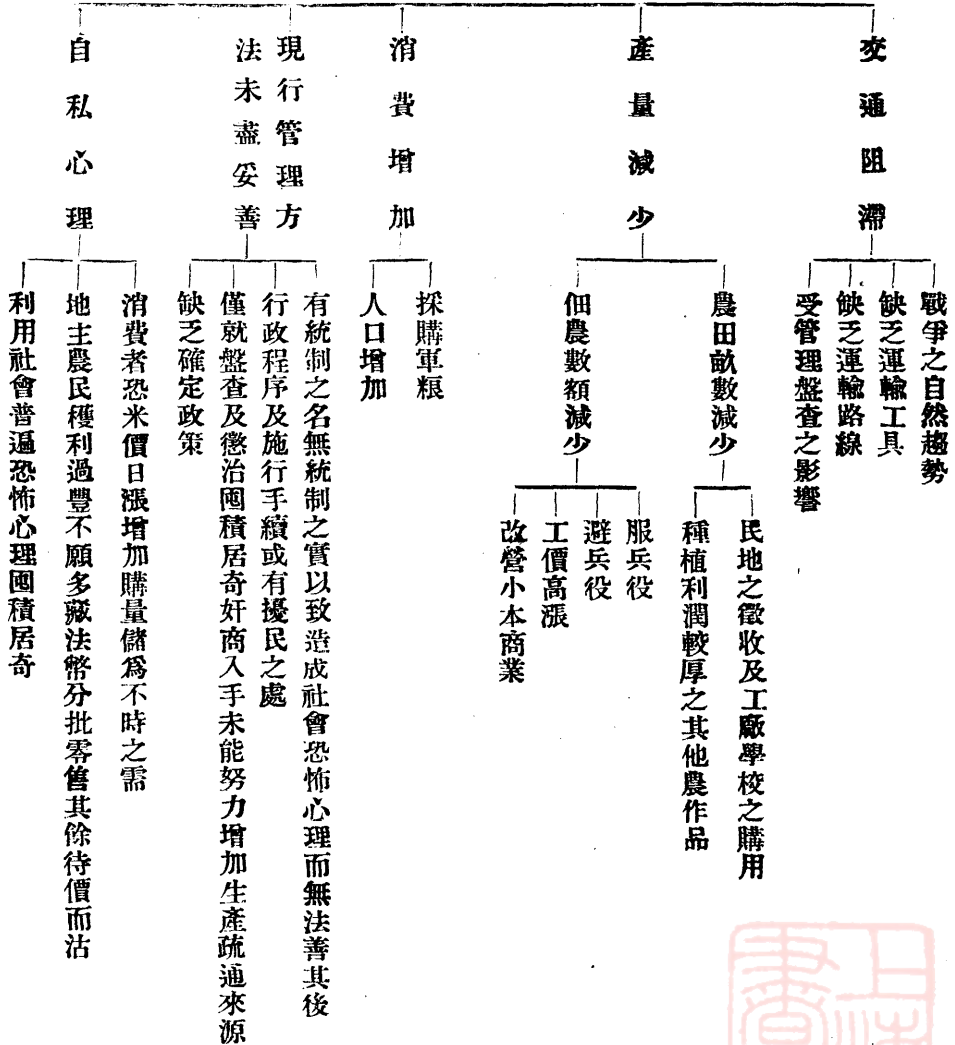 交通阻滯
戰爭之自然趨勢
缺乏運輸工具
缺乏運輸路線
受管理盤查之影響
產量減少
農田畝數減少
民地之徵收及工廠學校之購用
種植利潤較厚之其他農作品
佃農數額減少
服兵役
避兵役
工價高漲
改營小本商業
消費增加
採購軍粮
人口增加
現行管理方
法未盡妥善
有統制之名無統制之實以致造成社會恐怖心理而無法善其後
行政程序及施行手續或有擾民之處
僅就盤查及懲治囤積居奇奸商入手未能努力增加生產疏通來源
缺乏確定政策
自私心理
消費者恐米價日漲增加購量儲爲不時之需
地主農民穫利過豐不願多藏法幣分批零售其餘待價而沽
利用社會普遍恐怖心理囤積居奇